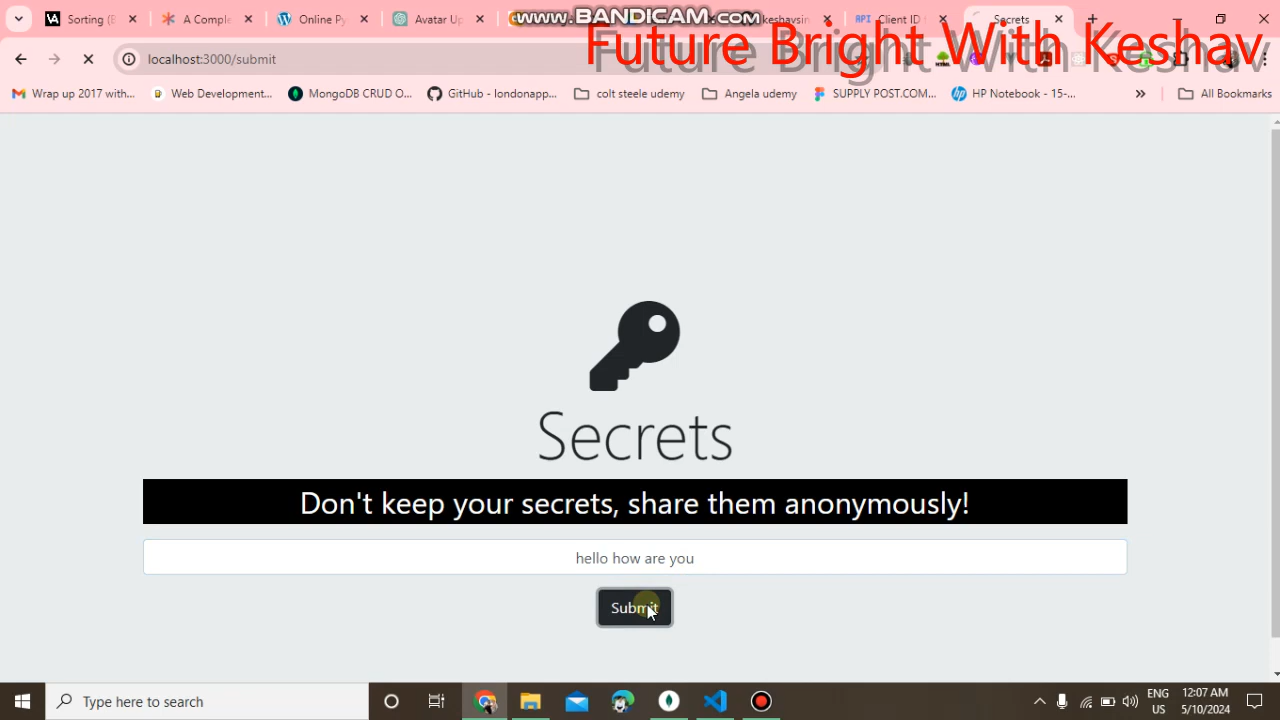 www.BANDICAM.com
Sorting (B
A Comple
Online Py
Avatar Up
keshavsin
Client ID
Secrets
Future Bright With Keshav
localhost:3000/submit
Wrap up 2017 with...
Web Development...
MongoDB CRUD O...
GitHub - londonapp...
colt steele udemy
Angela udemy
SUPPLY POST.COM...
HP Notebook - 15-...
All Bookmarks
Secrets
Don't keep your secrets, share them anonymously!
hello how are you
Submit
Type here to search
ENG
US
12:07 AM
5/10/2024